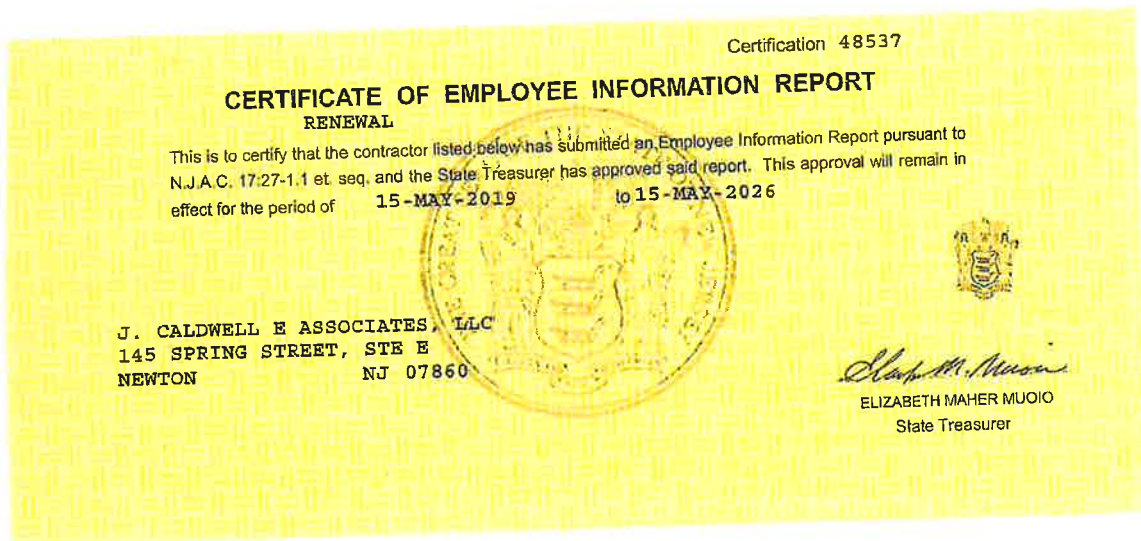 Certification 48537
CERTIFICATE OF EMPLOYEE INFORMATION REPORT
RENEWAL
This is to certify that the contractor listed below has submitted an Employee Information Report pursuant to
N.J.A.C. 17:27-1.1 et. seq. and the State Treasurer has approved said report. This approval will remain in
effect for the period of 15-MAY-2019 to 15-MAY-2026
J. CALDWELL E ASSOCIATES, LLC
145 SPRING STREET, STE E
NEWTON NJ 07860
ELIZABETH MAHER MUOIO
State Treasurer